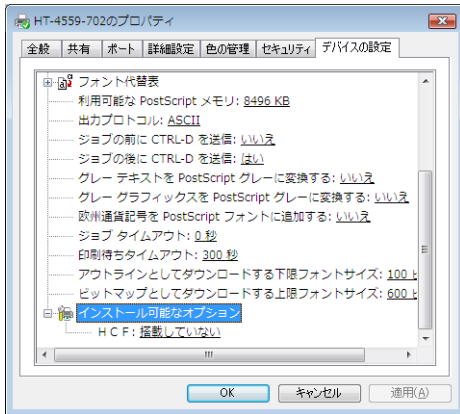 HT-4559-702のプロパティ
全般 共有 ポート 詳細設定 色の管理 セキュリティ デバイスの設定
フォント代替表
利用可能な PostScript メモリ: 8496 KB
出力プロトコル: ASCII
ジョブの前に CTRL-D を送信: いいえ
ジョブの後に CTRL-D を送信: はい
グレー テキストを PostScript グレーに変換する: いいえ
グレー グラフィックスを PostScript グレーに変換する: いいえ
欧州通貨記号を PostScript フォントに追加する: いいえ
ジョブ タイムアウト: 0 秒
印刷待ちタイムアウト: 300 秒
アウトラインとしてダウンロードする下限フォントサイズ: 100 ピ
ビットマップとしてダウンロードする上限フォントサイズ: 600 ピ
インストール可能なオプション
ＨＣＦ: 搭載していない
OK キャンセル 適用(A)